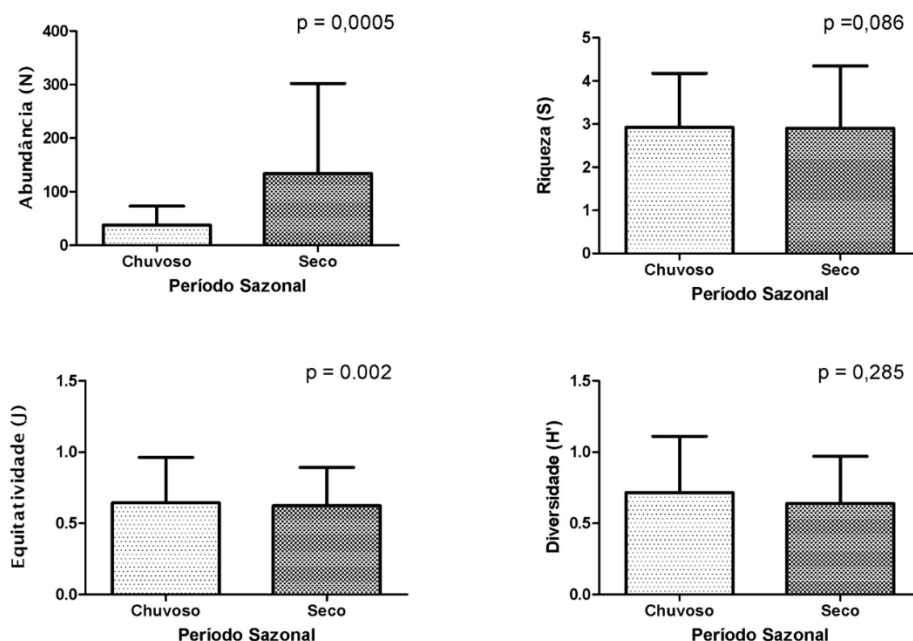 p = 0,0005
Abundância (N)
400
300
200
100
0
Chuvoso
Seco
Período Sazonal
p =0,086
Riqueza (S)
5
4
3
2
1
0
Chuvoso
Seco
Período Sazonal
p = 0.002
Equitatividade (J)
1.5
1.0
0.5
0.0
Chuvoso
Seco
Período Sazonal
p = 0,285
Diversidade (H')
1.5
1.0
0.5
0.0
Chuvoso
Seco
Período Sazonal